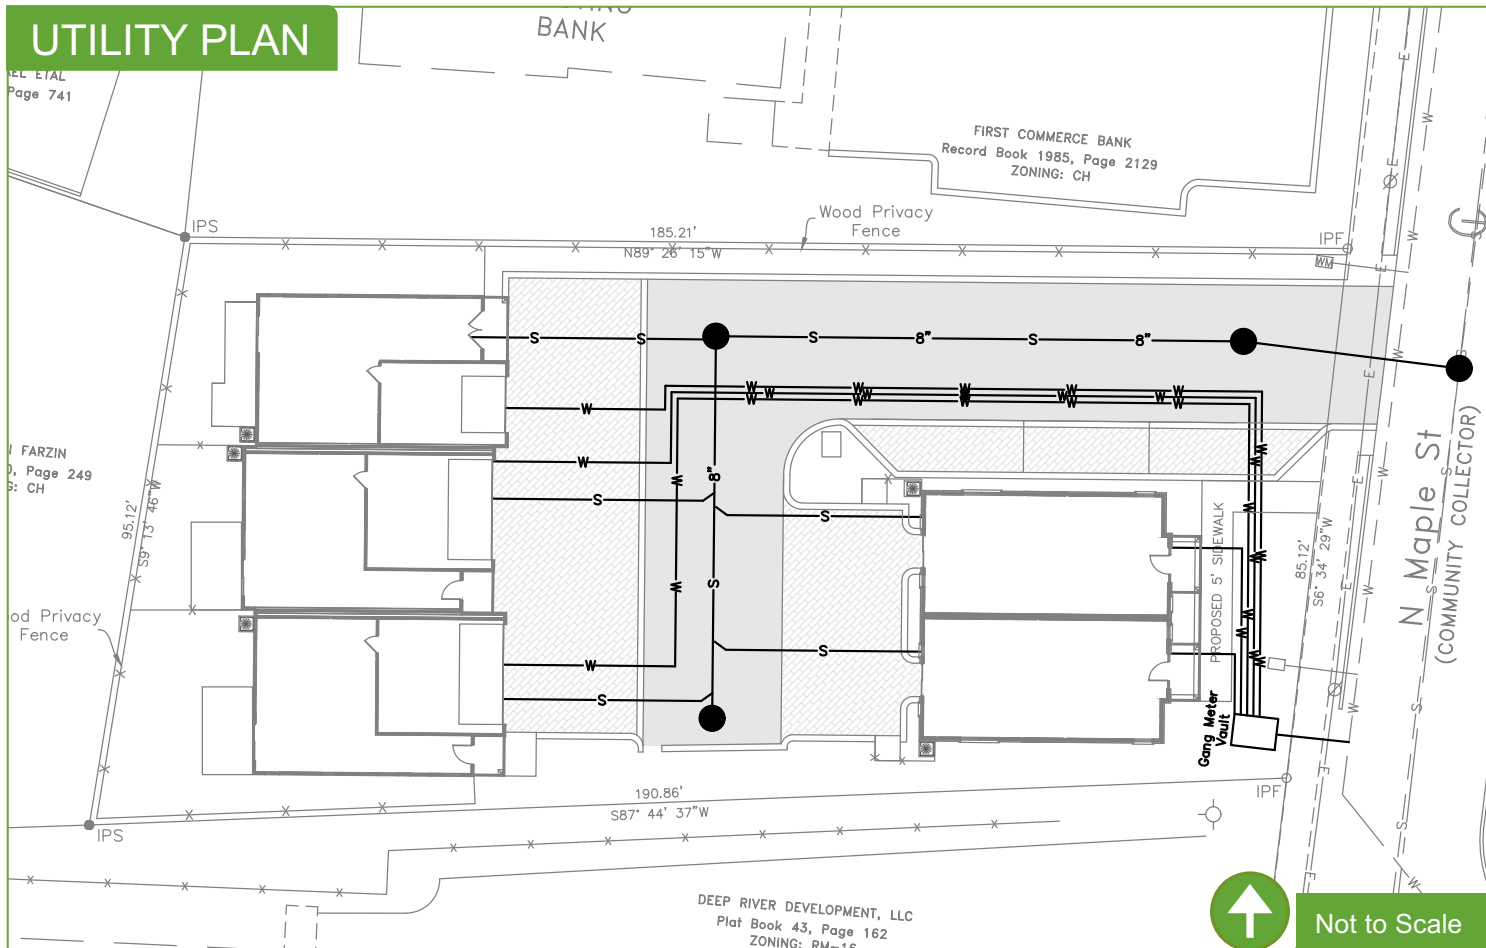 UTILITY PLAN
BANK
Page 741
FIRST COMMERCE BANK
Record Book 1985, Page 2129
ZONING: CH
Wood Privacy
Fence
IPS
185.21'
N89° 26' 15"W
IPF
WM
S
S
S
8"
S
8"
W
W
W
W
W
W
W
W
W
W
W
W
W
W
8"
S
S
W
W
S
S
W
S
FARZIN
Page 249
CH
95.12'
S9° 13' 46"W
Privacy
Fence
PROPOSED 5' SIDEWALK
85.12'
S6° 34' 29"W
N Maple St
(COMMUNITY COLLECTOR)
Gang Meter
Vault
190.86'
S87° 44' 37"W
IPS
IPF
DEEP RIVER DEVELOPMENT, LLC
Plat Book 43, Page 162
ZONING:
Not to Scale